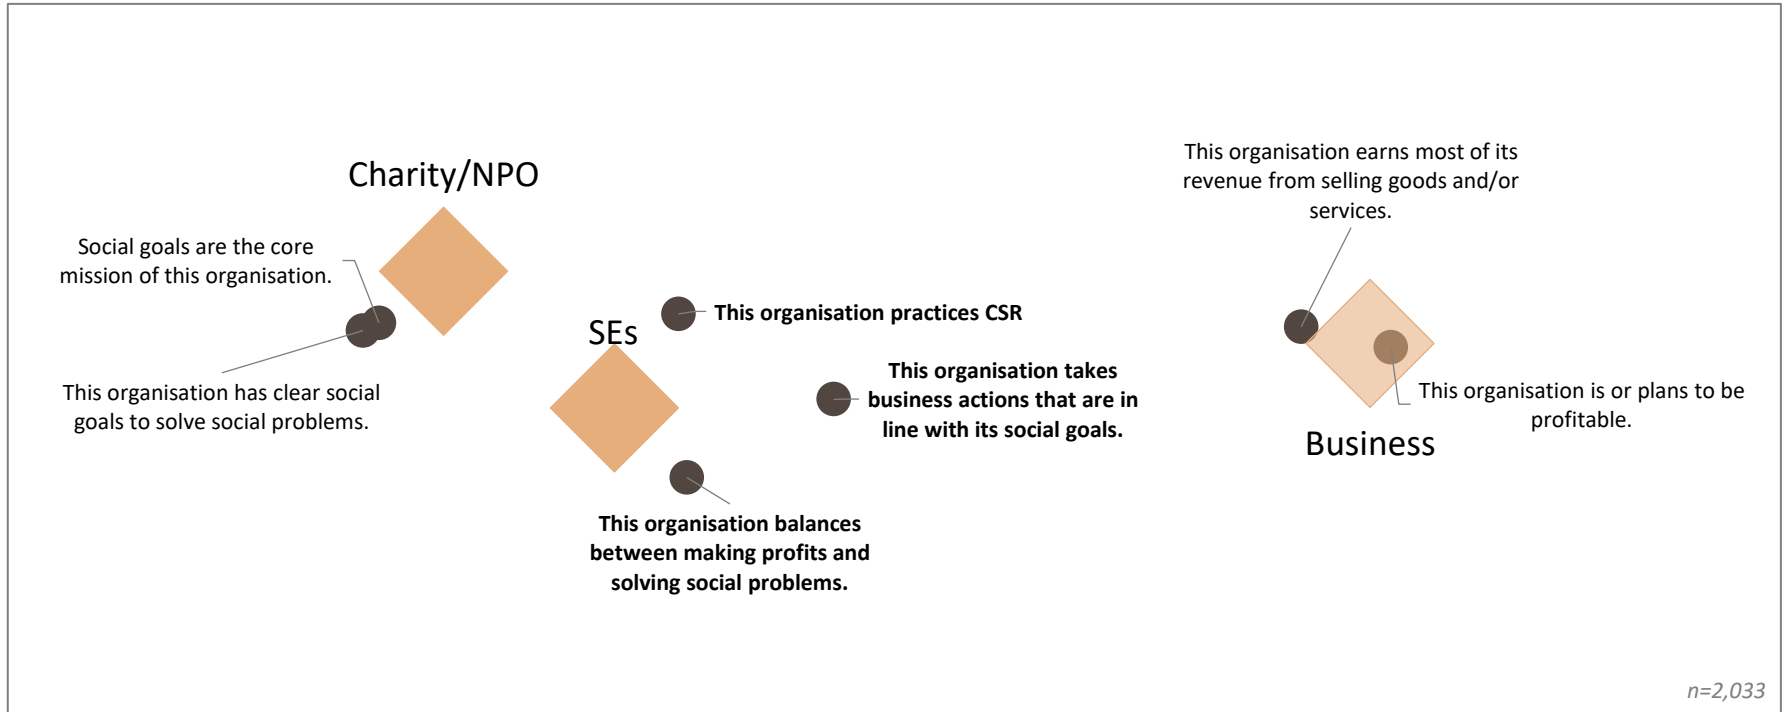 Charity/NPO
Social goals are the core
mission of this organisation.
This organisation has clear social
goals to solve social problems.
SEs
This organisation practices CSR
This organisation takes
business actions that are in
line with its social goals.
This organisation balances
between making profits and
solving social problems.
This organisation earns most of its
revenue from selling goods and/or
services.
This organisation is or plans to be
profitable.
Business
n=2,033